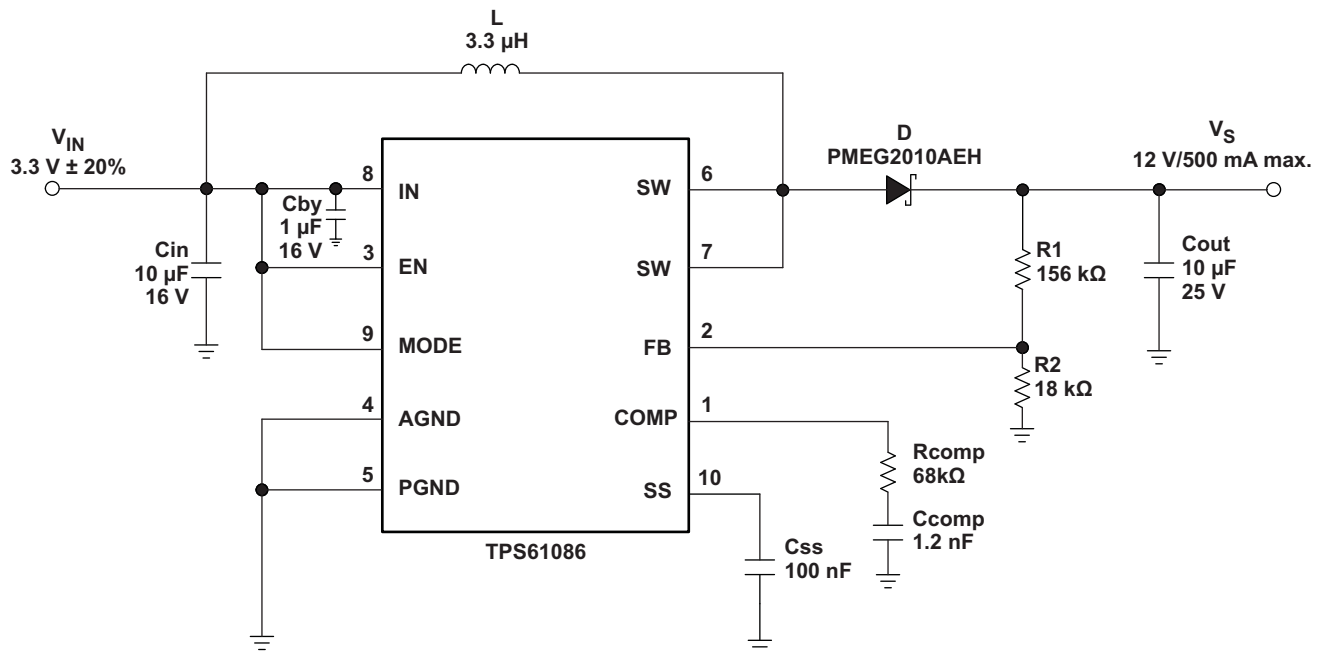 L
3.3 µH
VIN
3.3 V ± 20%
D
PMEG2010AEH
VS
12 V/500 mA max.
8
IN
SW
6
Cby
1 µF
16 V
Cin
10 µF
16 V
3
EN
SW
7
R1
156 kΩ
Cout
10 µF
25 V
9
MODE
FB
2
R2
18 kΩ
4
AGND
COMP
1
Rcomp
68kΩ
5
PGND
SS
10
Ccomp
1.2 nF
Css
100 nF
TPS61086